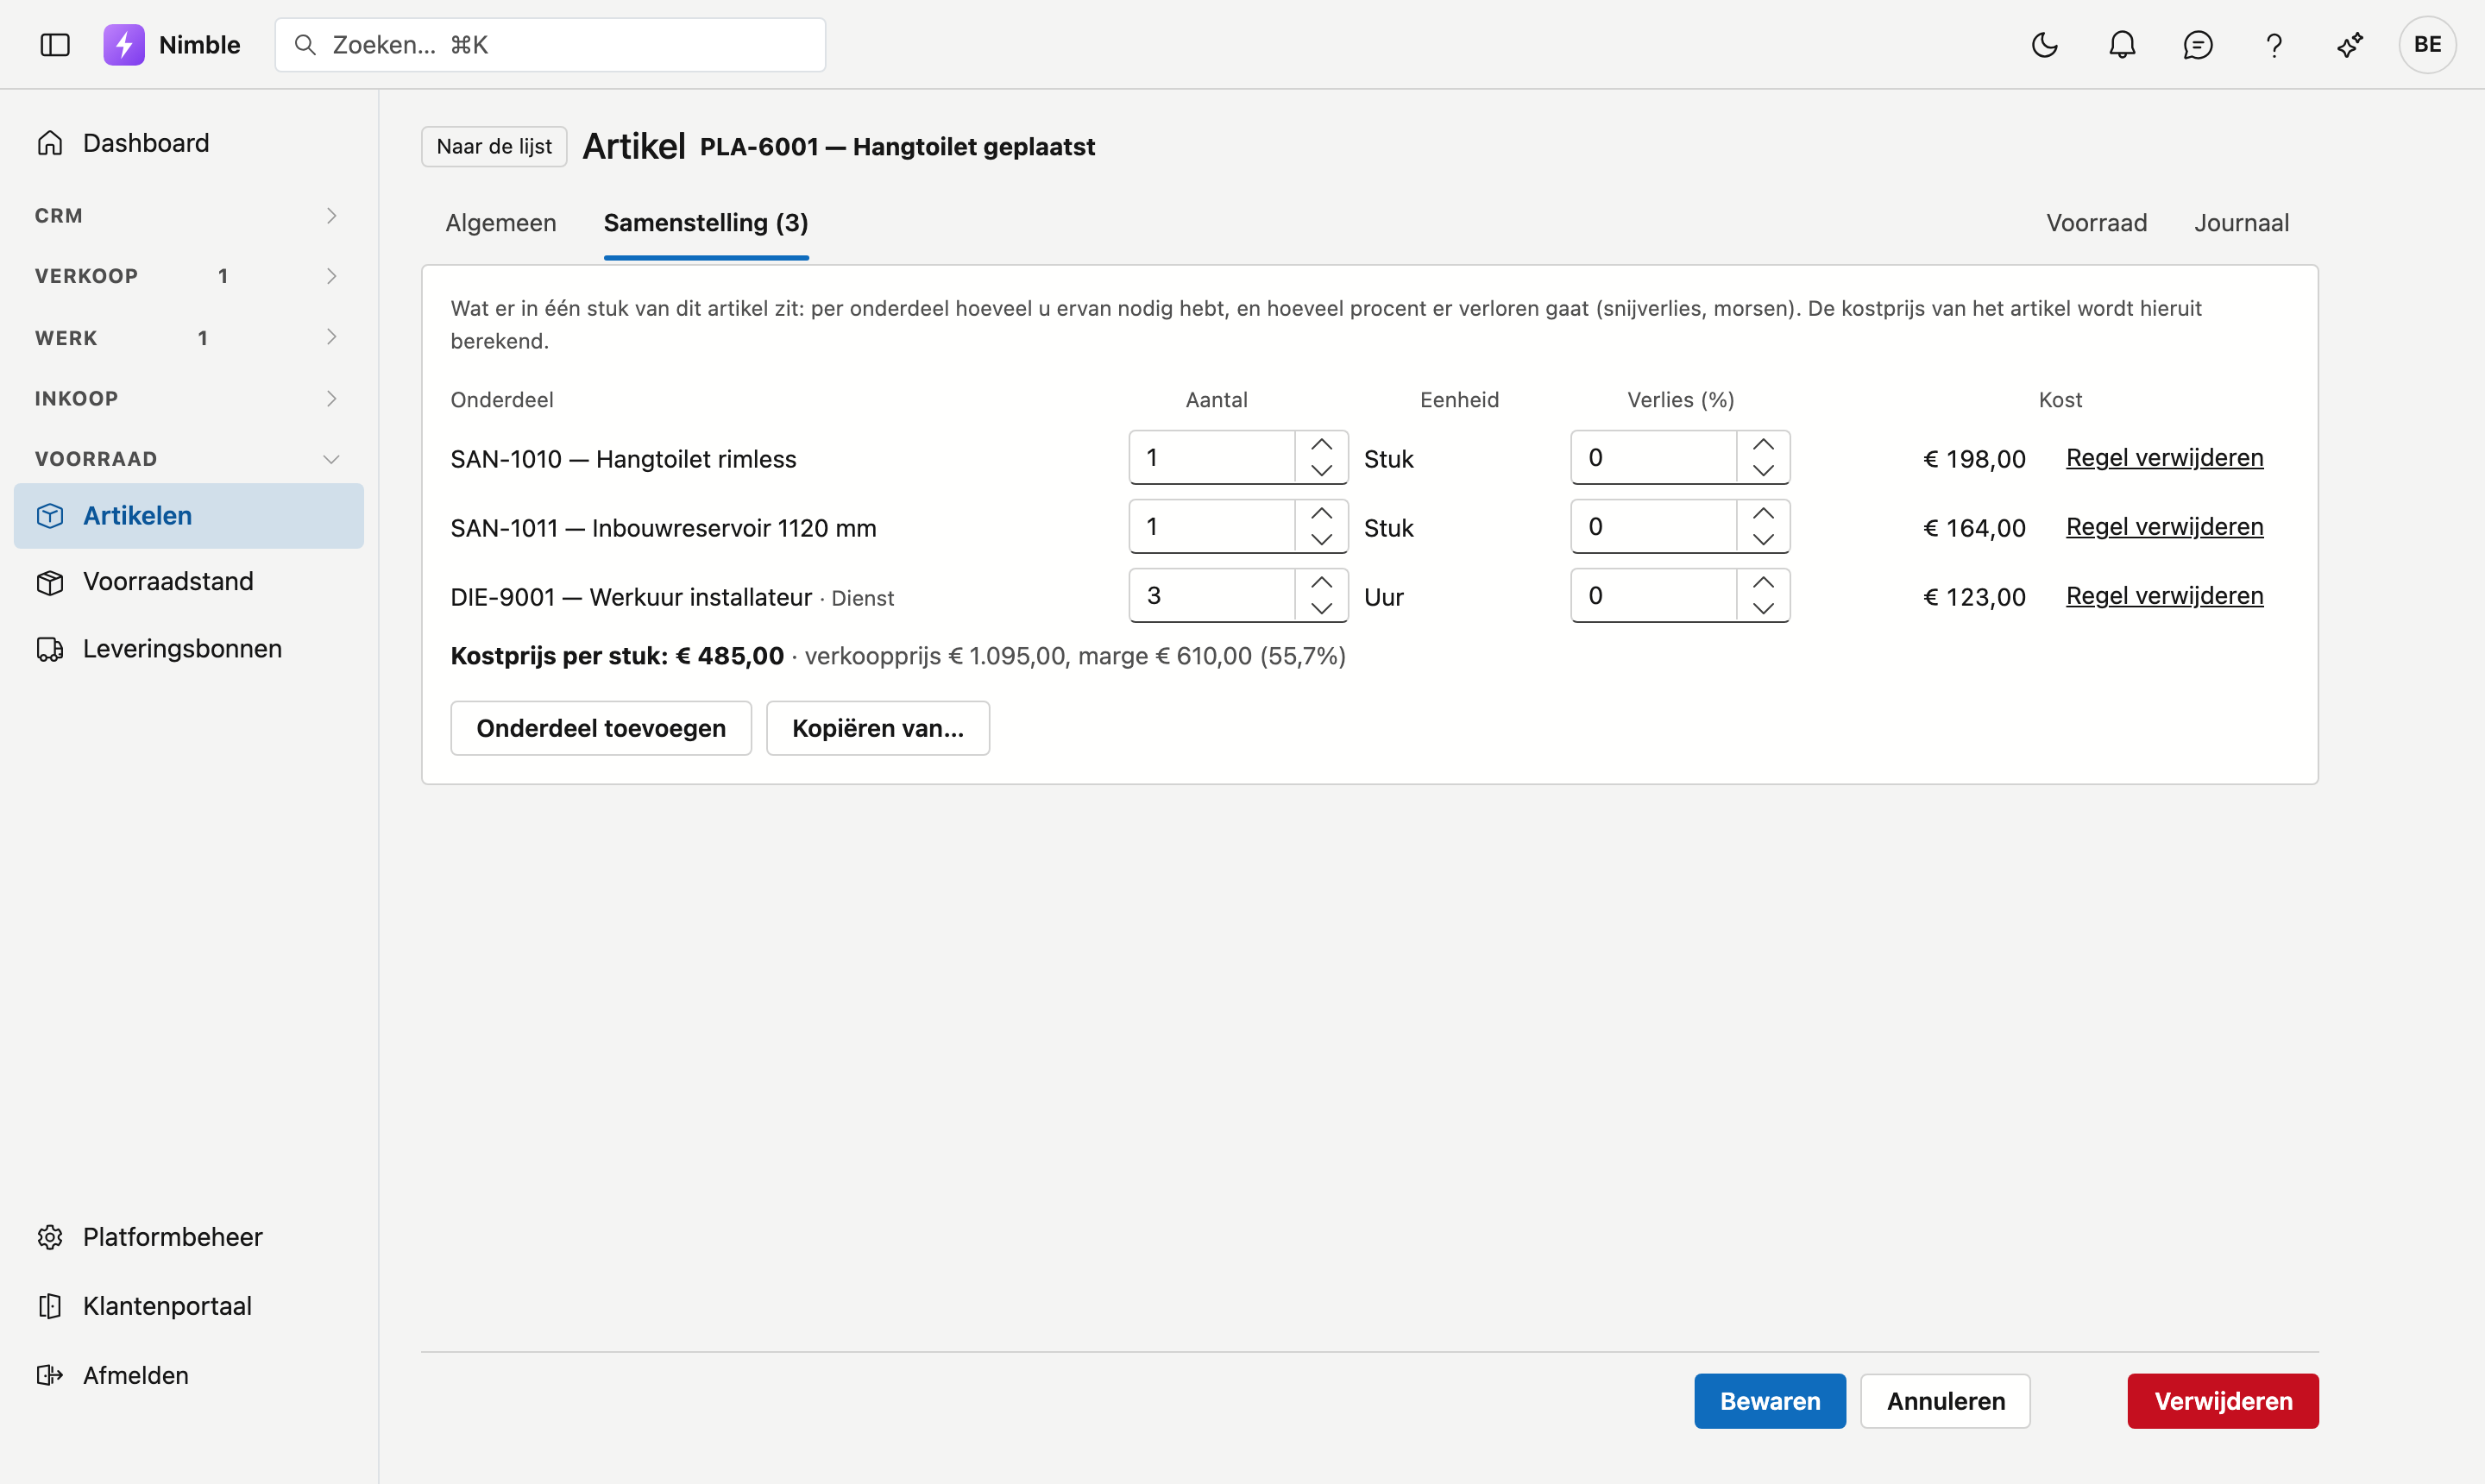 Nimble
Zoeken... ⌘K
BE
Dashboard
CRM
VERKOOP 1
WERK 1
INKOOP
VOORRAAD
Artikelen
Voorraadstand
Leveringsbonnen
Platformbeheer
Klantenportaal
Afmelden
Naar de lijst Artikel PLA-6001 — Hangtoilet geplaatst
Algemeen Samenstelling (3) Voorraad Journaal
Wat er in één stuk van dit artikel zit: per onderdeel hoeveel u ervan nodig hebt, en hoeveel procent er verloren gaat (snijverlies, morsen). De kostprijs van het artikel wordt hieruit
berekend.
Onderdeel Aantal Eenheid Verlies (%) Kost
SAN-1010 — Hangtoilet rimless 1 Stuk 0 € 198,00 Regel verwijderen
SAN-1011 — Inbouwreservoir 1120 mm 1 Stuk 0 € 164,00 Regel verwijderen
DIE-9001 — Werkuur installateur · Dienst 3 Uur 0 € 123,00 Regel verwijderen
Kostprijs per stuk: € 485,00 · verkoopprijs € 1.095,00, marge € 610,00 (55,7%)
Onderdeel toevoegen Kopiëren van...
Bewaren Annuleren Verwijderen